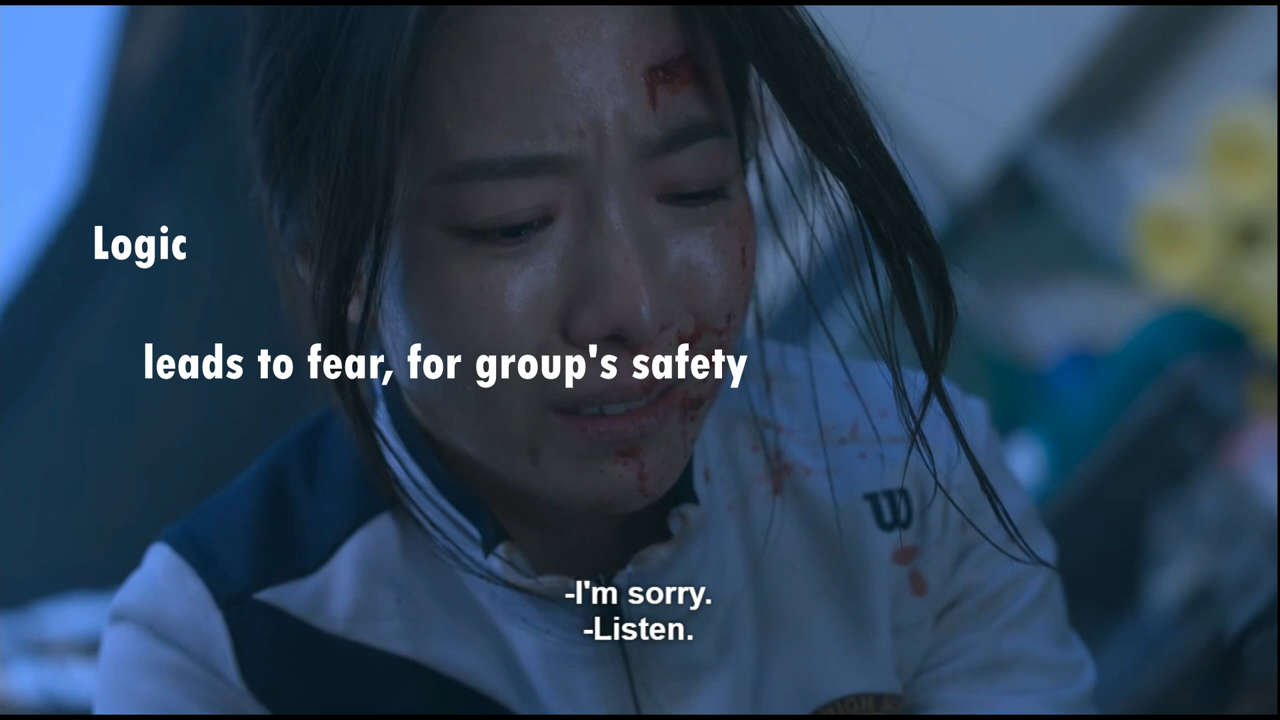 Logic
leads to fear, for group's safety
W
-I'm sorry.
-Listen.